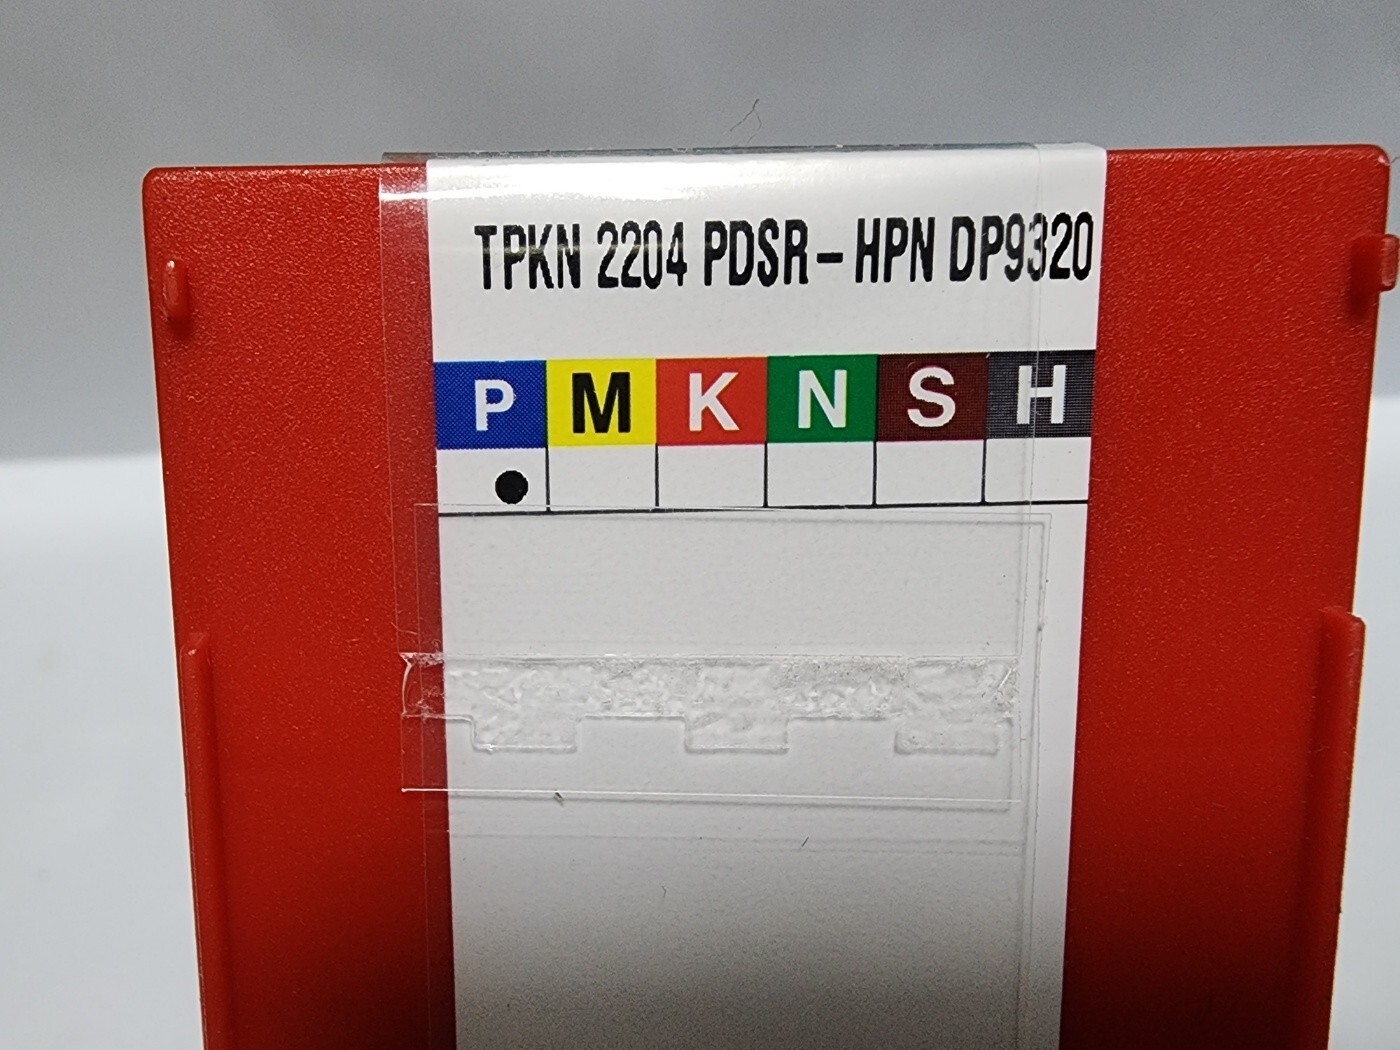 TPKN 2204 PDSR-HPN DP9320
P M K N S H